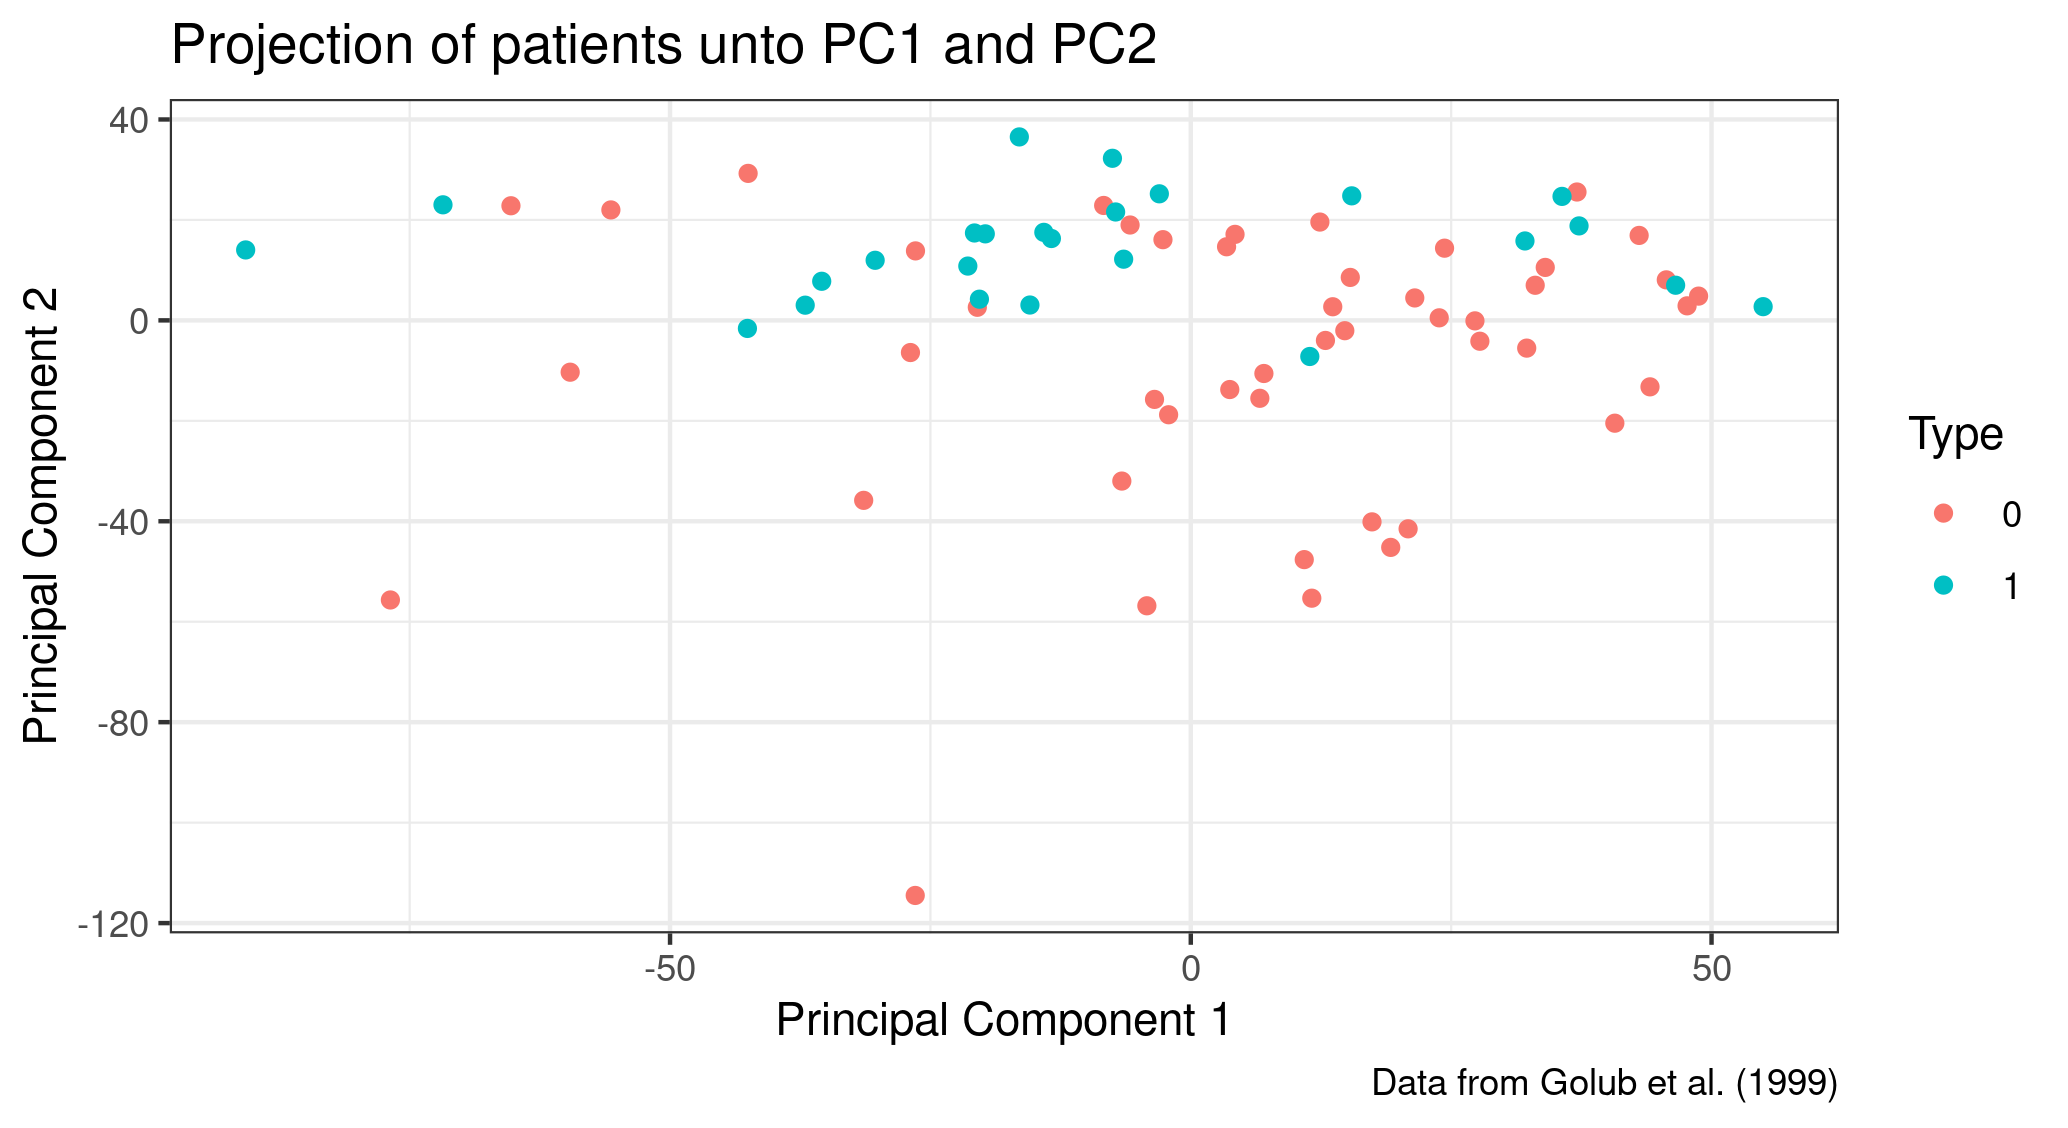 Projection of patients unto PC1 and PC2
40
0
-40
-80
-120
Principal Component 2
-50
0
50
Principal Component 1
Type
0
1
Data from Golub et al. (1999)